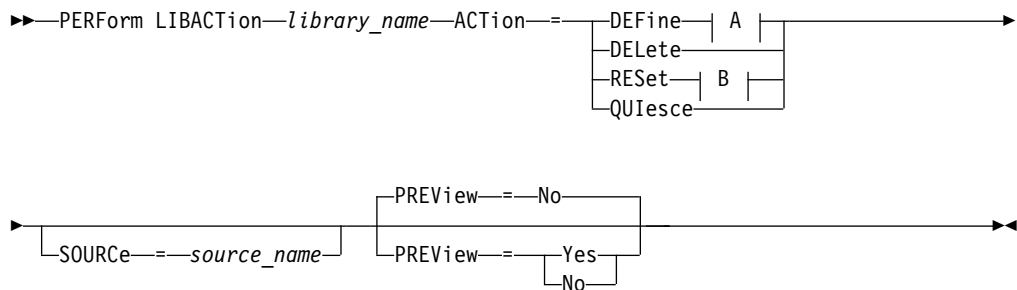 PERForm LIBACTion library_name ACTion = DEFine A
DELete
RESet B
QUIesce
PREView = No
SOURCe = source_name PREView = Yes
No